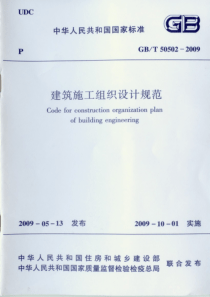 UDC
中华人民共和国国家标准
GB
P
GB/T 50502-2009
建筑施工组织设计规范
Code for construction organization plan
of building engineering
2009-05-13 发布
2009-10-01 实施
中华人民共和国住房和城乡建设部
中华人民共和国国家质量监督检验检疫总局
联合发布